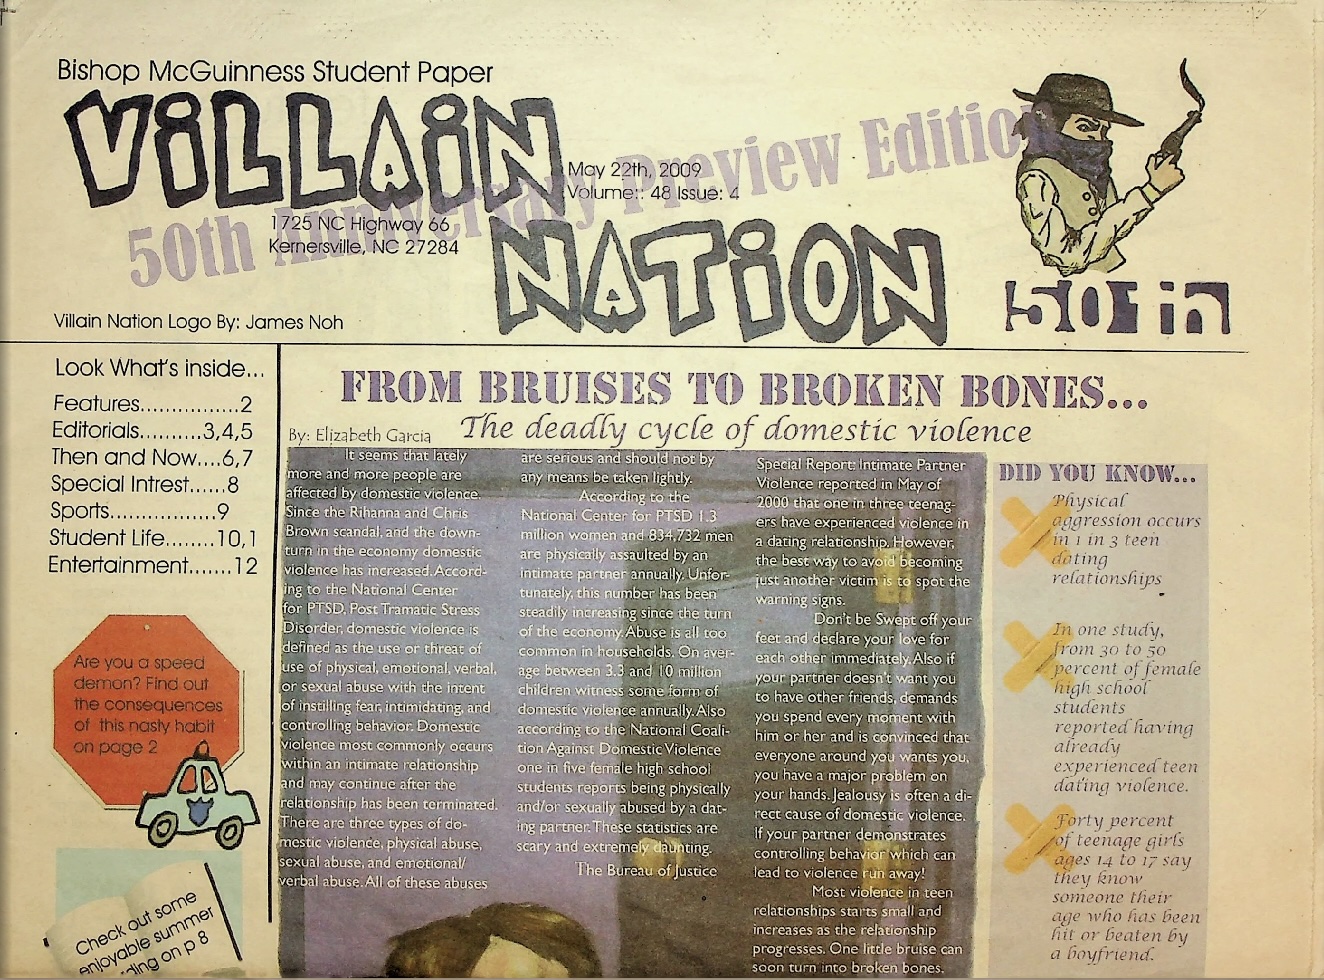 Bishop McGuinness Student Paper
VILLAIN
NATION
50th Anniversary Preview Edition
May 22th, 2009
Volume:: 48 Issue: 4
1725 NC Highway 66
Kernersville, NC 27284
50
Villain Nation Logo By: James Noh
Look What's inside...
Features................2
Editorials..........3,4,5
Then and Now....6,7
Special Intrest......8
Sports.................9
Student Life........10,1
Entertainment.......12
Are you a speed
demon? Find out
the consequences
of this nasty habit
on page 2
Check out some
enjoyable summer
ding on p 8
FROM BRUISES TO BROKEN BONES...
The deadly cycle of domestic violence
By: Elizabeth Garcia
It seems that lately
more and more people are
affected by domestic violence.
Since the Rihanna and Chris
Brown scandal, and the down-
turn in the economy domestic
violence has increased. Accord-
ing to the National Center
for PTSD, Post Tramatic Stress
Disorder, domestic violence is
defined as the use or threat of
use of physical, emotional, verbal,
or sexual abuse with the intent
of instilling fear, intimidating, and
controlling behavior. Domestic
violence most commonly occurs
within an intimate relationship
and may continue after the
relationship has been terminated.
There are three types of do-
mestic violence, physical abuse,
sexual abuse, and emotional/
verbal abuse. All of these abuses
are serious and should not by
any means be taken lightly.
According to the
National Center for PTSD 1.3
million women and 834,732 men
are physically assaulted by an
intimate partner annually. Unfor-
tunately, this number has been
steadily increasing since the turn
of the economy. Abuse is all too
common in households. On aver-
age between 3.3 and 10 million
children witness some form of
domestic violence annually. Also
according to the National Coali-
tion Against Domestic Violence
one in five female high school
students reports being physically
and/or sexually abused by a dat-
ing partner. These statistics are
scary and extremely daunting.
The Bureau of Justice
Special Report: Intimate Partner
Violence reported in May of
2000 that one in three teenag-
ers have experienced violence in
a dating relationship. However,
the best way to avoid becoming
just another victim is to spot the
warning signs.
Don't be Swept off your
feet and declare your love for
each other immediately. Also if
your partner doesn't want you
to have other friends, demands
you spend every moment with
him or her and is convinced that
everyone around you wants you,
you have a major problem on
your hands. Jealousy is often a di-
rect cause of domestic violence.
If your partner demonstrates
controlling behavior which can
lead to violence run away!
Most violence in teen
relationships starts small and
increases as the relationship
progresses. One little bruise can
soon turn into broken bones.
DID YOU KNOW...
Physical
aggression occurs
in 1 in 3 teen
dating
relationships
In one study,
from 30 to 50
percent of female
high school
students
reported having
already
experienced teen
dating violence.
Forty percent
of teenage girls
ages 14 to 17 say
they know
someone their
age who has been
hit or beaten by
a boyfriend.